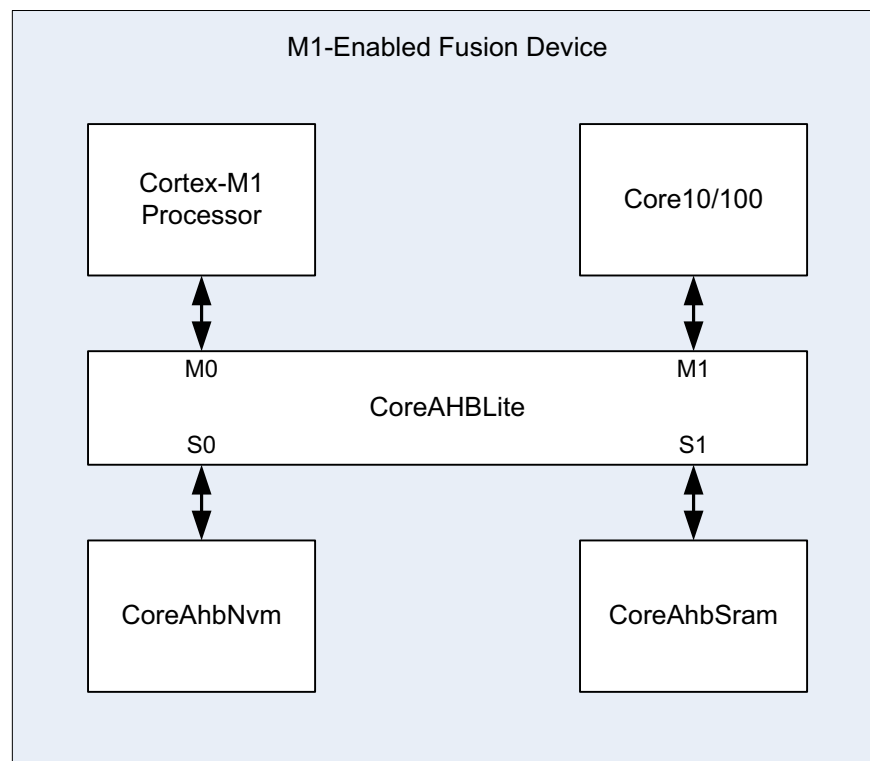 M1-Enabled Fusion Device
Cortex-M1
Processor
Core10/100
M0
M1
CoreAHBLite
S0
S1
CoreAhbNvm
CoreAhbSram